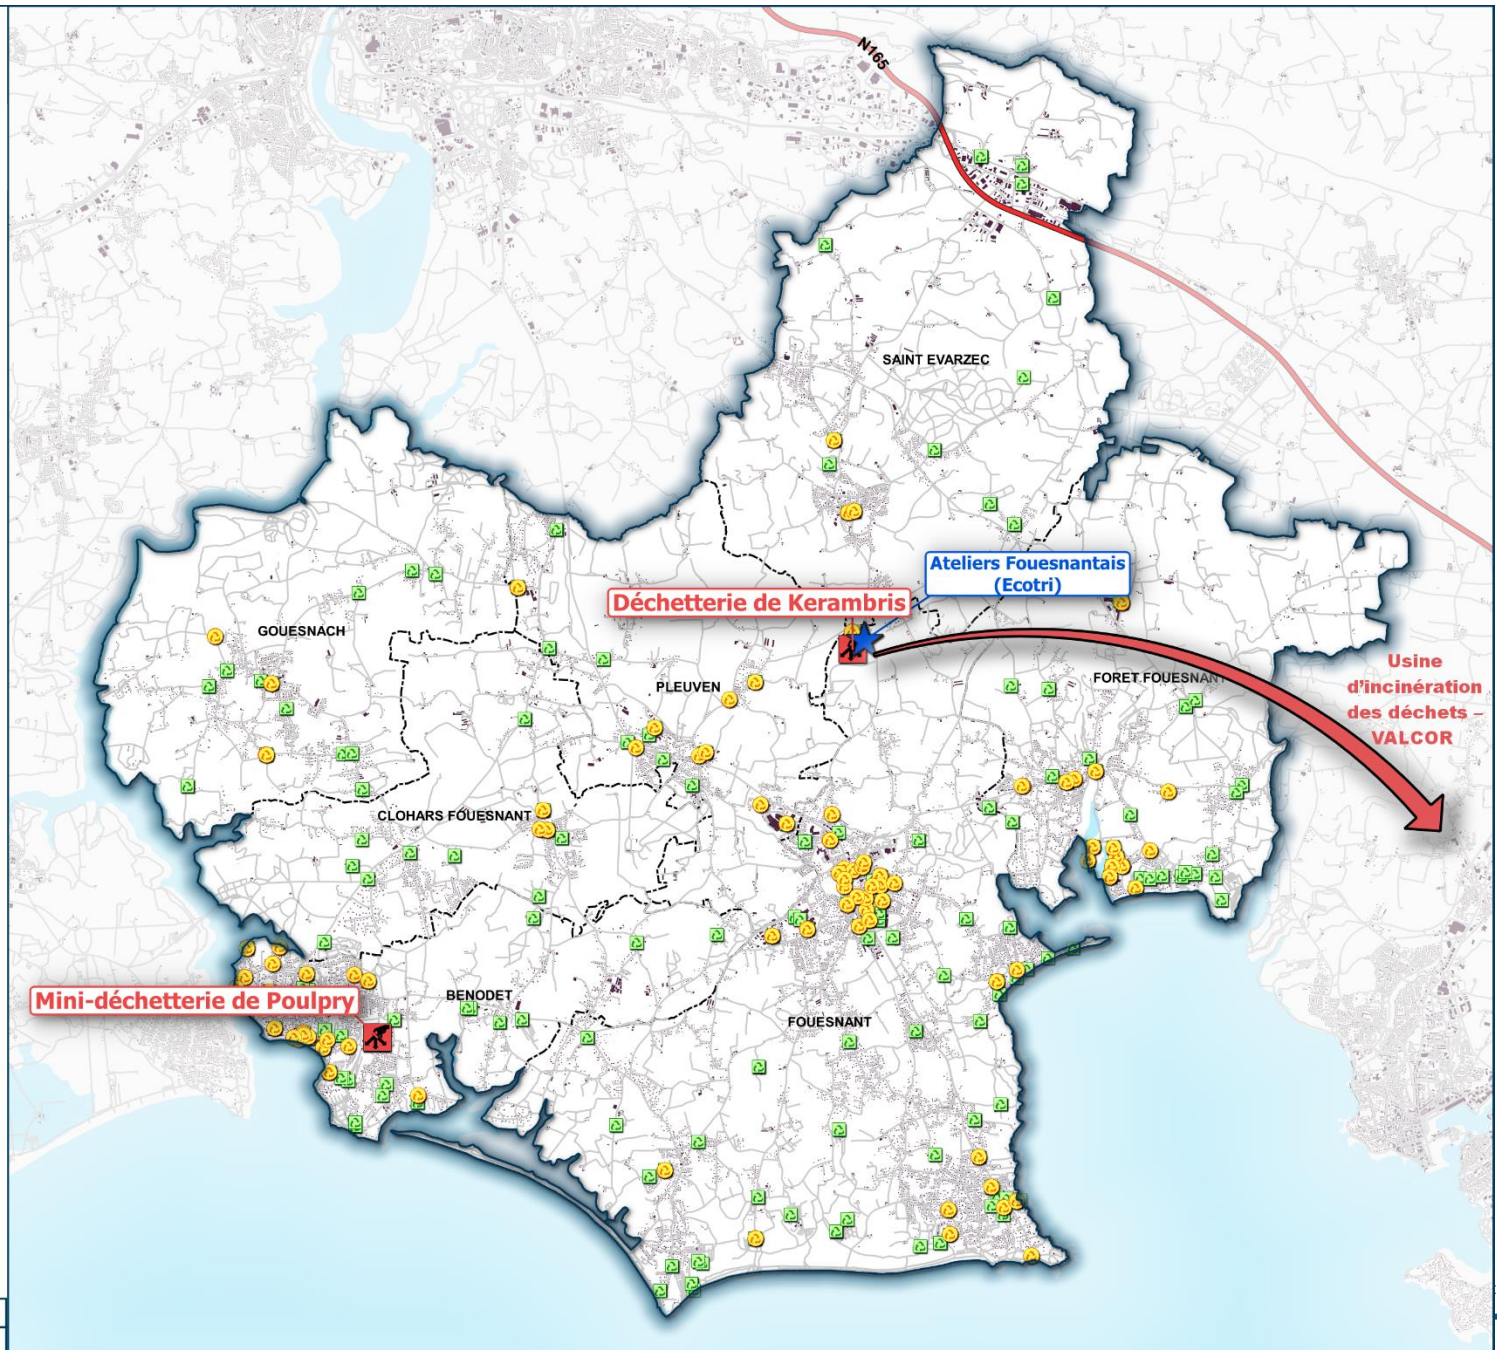 N165
SAINT EVARZEC
Ateliers Fouesnantais
(Ecotri)
Déchetterie de Kerambris
GOUESNACH
PLEUVEN
FORET FOUESNANT
Usine
d'incinération
des déchets –
VALCOR
CLOHARS FOUESNANT
Mini-déchetterie de Poulpry
BENODET
FOUESNANT